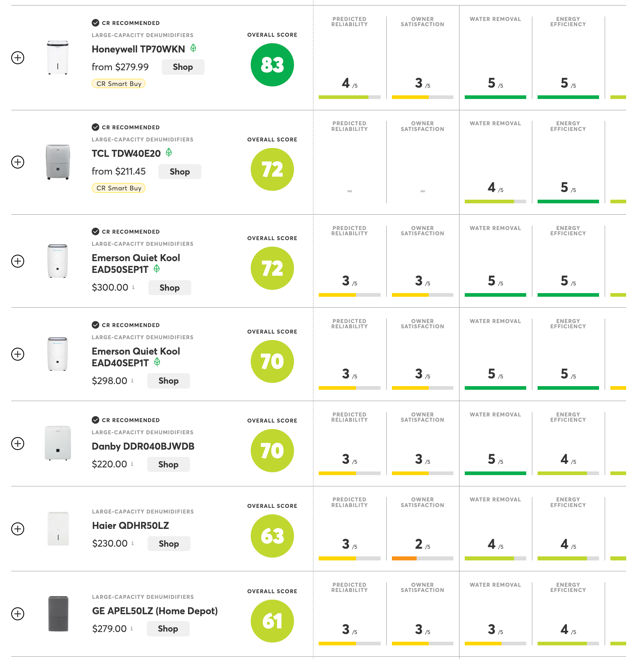 CR RECOMMENDED
LARGE-CAPACITY DEHUMIDIFIERS
Honeywell TP70WKN
from $279.99 Shop
CR Smart Buy
OVERALL SCORE
83
PREDICTED RELIABILITY
4 /5
OWNER SATISFACTION
3 /5
WATER REMOVAL
5 /5
ENERGY EFFICIENCY
5 /5
CR RECOMMENDED
LARGE-CAPACITY DEHUMIDIFIERS
TCL TDW40E20
from $211.45 Shop
CR Smart Buy
OVERALL SCORE
72
PREDICTED RELIABILITY
--
OWNER SATISFACTION
--
WATER REMOVAL
4 /5
ENERGY EFFICIENCY
5 /5
CR RECOMMENDED
LARGE-CAPACITY DEHUMIDIFIERS
Emerson Quiet Kool
EAD50SEP1T
$300.00 Shop
OVERALL SCORE
72
PREDICTED RELIABILITY
3 /5
OWNER SATISFACTION
3 /5
WATER REMOVAL
5 /5
ENERGY EFFICIENCY
5 /5
CR RECOMMENDED
LARGE-CAPACITY DEHUMIDIFIERS
Emerson Quiet Kool
EAD40SEP1T
$298.00 Shop
OVERALL SCORE
70
PREDICTED RELIABILITY
3 /5
OWNER SATISFACTION
3 /5
WATER REMOVAL
5 /5
ENERGY EFFICIENCY
5 /5
CR RECOMMENDED
LARGE-CAPACITY DEHUMIDIFIERS
Danby DDR040BJWDB
$220.00 Shop
OVERALL SCORE
70
PREDICTED RELIABILITY
3 /5
OWNER SATISFACTION
3 /5
WATER REMOVAL
5 /5
ENERGY EFFICIENCY
4 /5
LARGE-CAPACITY DEHUMIDIFIERS
Haier QDHR50LZ
$230.00 Shop
OVERALL SCORE
63
PREDICTED RELIABILITY
3 /5
OWNER SATISFACTION
2 /5
WATER REMOVAL
4 /5
ENERGY EFFICIENCY
4 /5
LARGE-CAPACITY DEHUMIDIFIERS
GE APEL50LZ (Home Depot)
$279.00 Shop
OVERALL SCORE
61
PREDICTED RELIABILITY
3 /5
OWNER SATISFACTION
3 /5
WATER REMOVAL
3 /5
ENERGY EFFICIENCY
4 /5